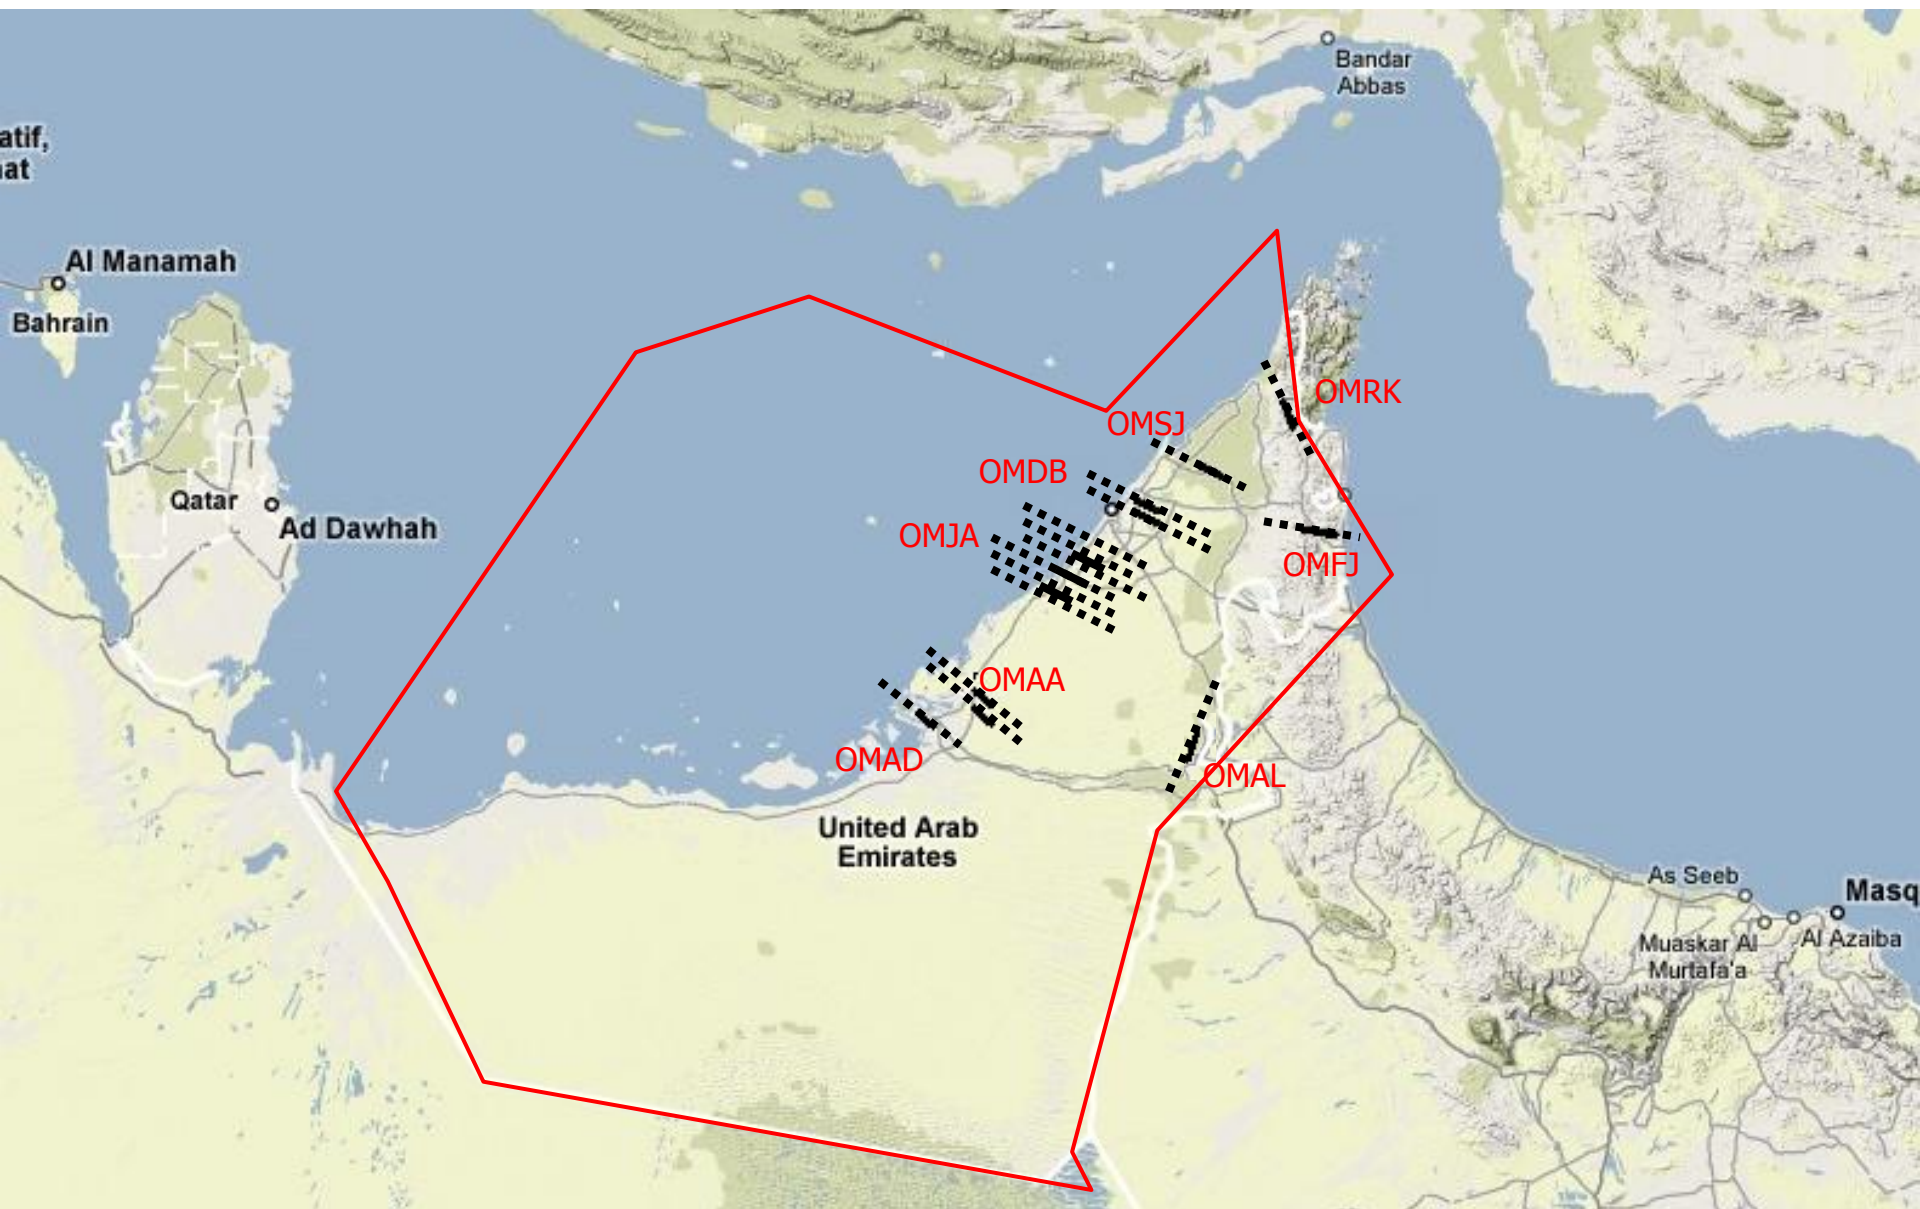 Bandar
Abbas
atif,
at
Al Manamah
Bahrain
OMRK
OMSJ
OMDB
Qatar
Ad Dawhah
OMJA
OMFJ
OMAA
OMAD
OMAL
United Arab
Emirates
As Seeb
Masq
Muaskar Al
Murtafa'a
Al Azaiba